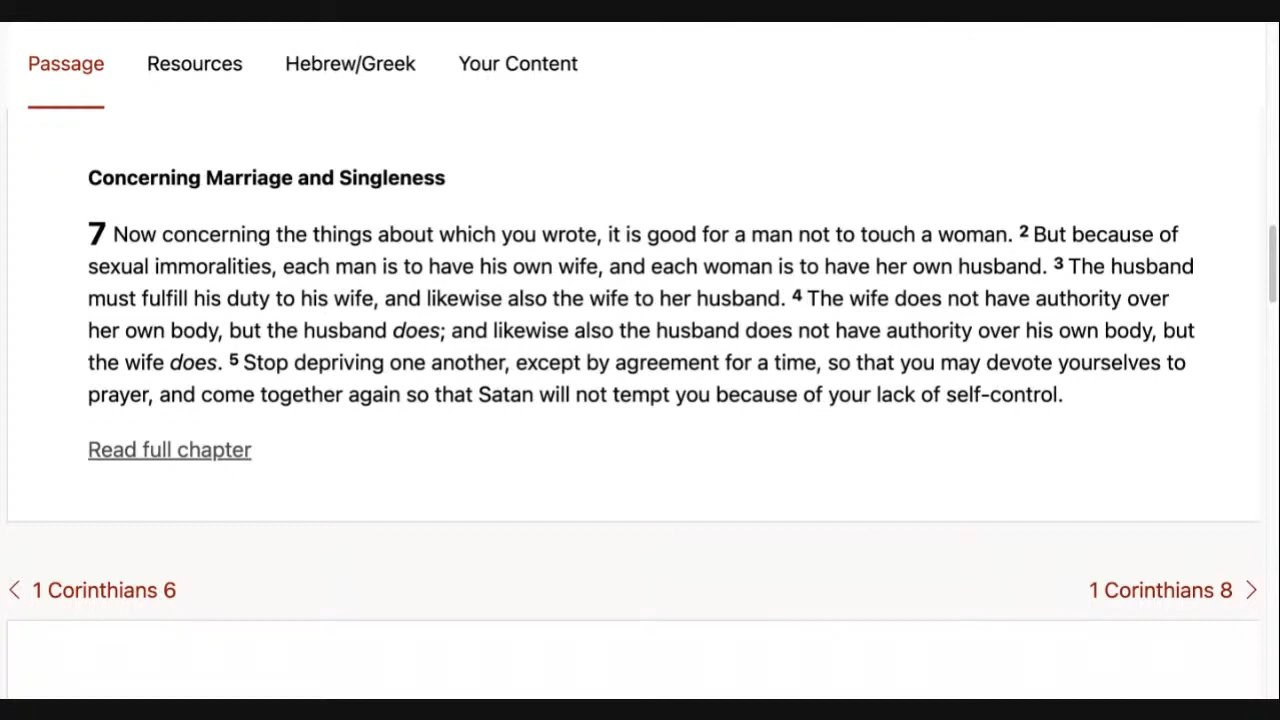 Passage Resources Hebrew/Greek Your Content
Concerning Marriage and Singleness
7 Now concerning the things about which you wrote, it is good for a man not to touch a woman. 2 But because of
sexual immoralities, each man is to have his own wife, and each woman is to have her own husband. 3 The husband
must fulfill his duty to his wife, and likewise also the wife to her husband. 4 The wife does not have authority over
her own body, but the husband does; and likewise also the husband does not have authority over his own body, but
the wife does. 5 Stop depriving one another, except by agreement for a time, so that you may devote yourselves to
prayer, and come together again so that Satan will not tempt you because of your lack of self-control.
Read full chapter
1 Corinthians 6 1 Corinthians 8